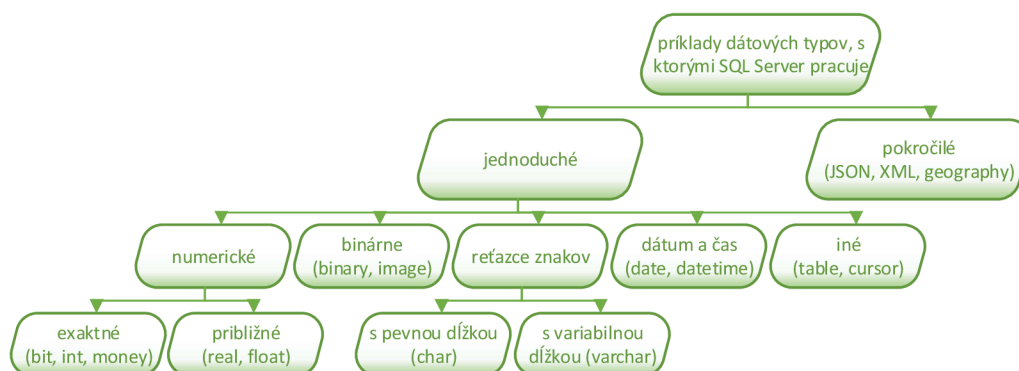 príklady dátových typov, s
ktorými SQL Server pracuje
jednoduché
pokročilé
(JSON, XML, geography)
numerické
binárne
(binary, image)
reťazce znakov
dátum a čas
(date, datetime)
iné
(table, cursor)
exaktné
(bit, int, money)
približné
(real, float)
s pevnou dĺžkou
(char)
s variabilnou
dĺžkou (varchar)